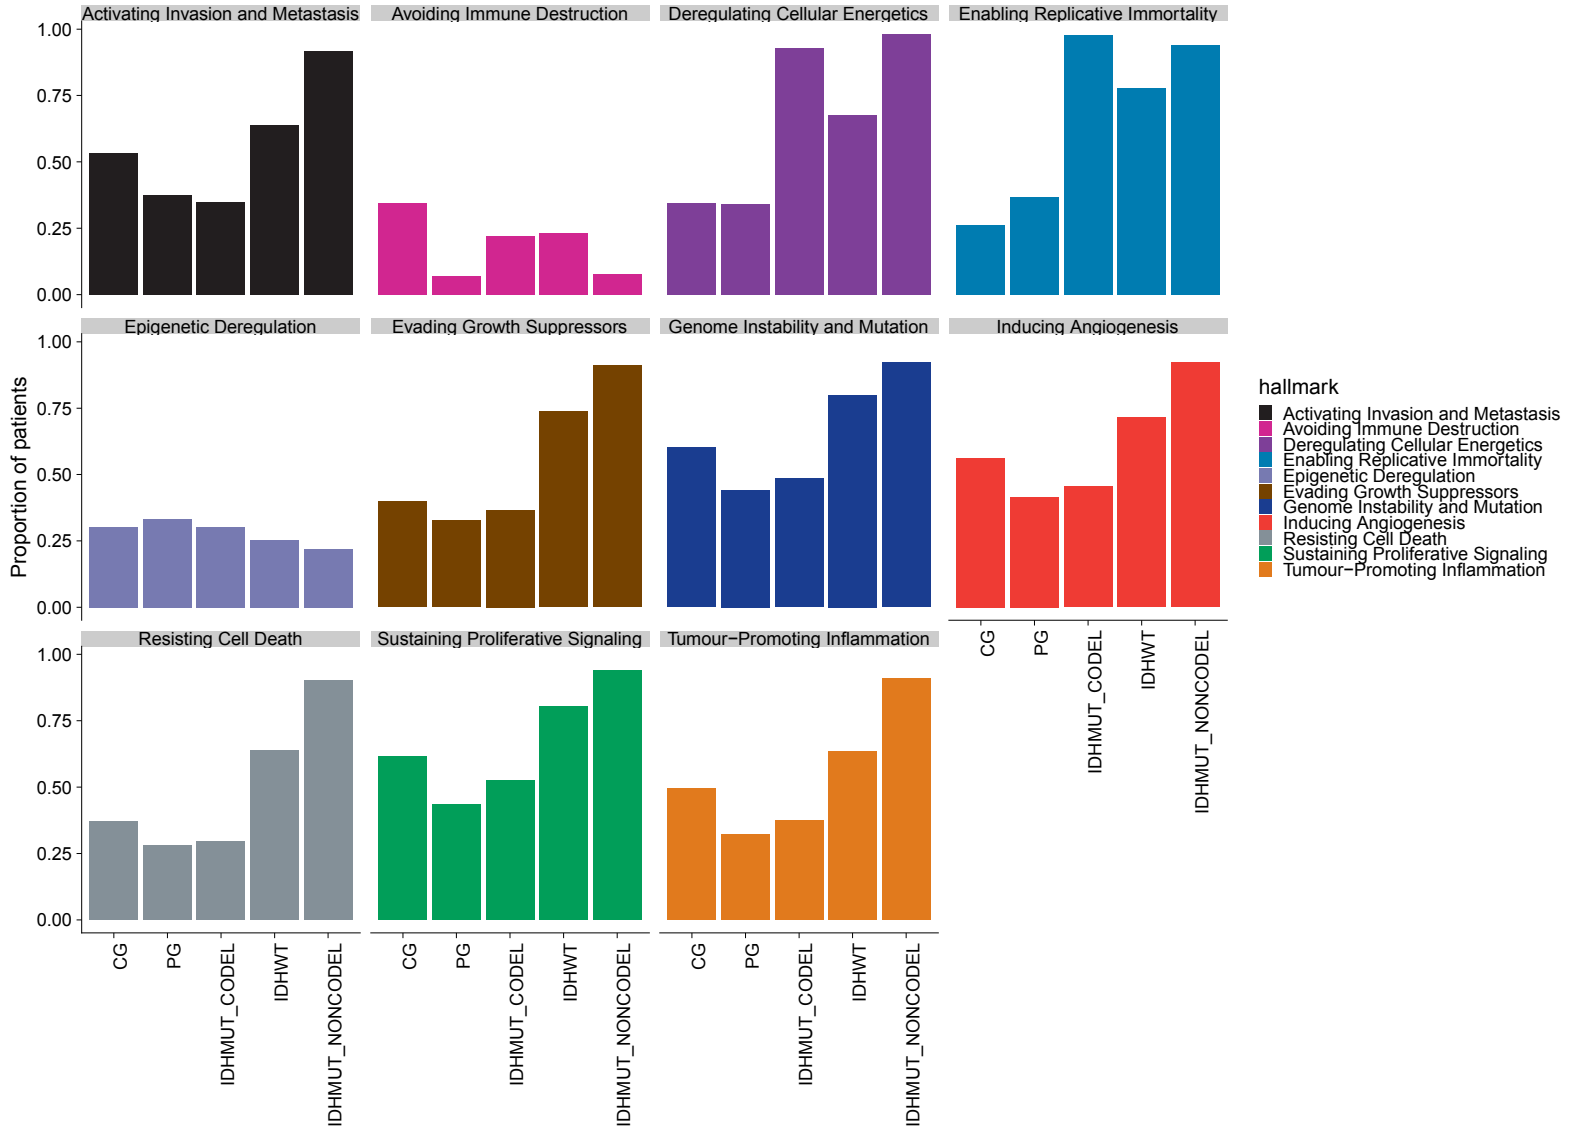 Activating Invasion and Metastasis
Avoiding Immune Destruction
Deregulating Cellular Energetics
Enabling Replicative Immortality
1.00
0.75
0.50
0.25
0.00
Epigenetic Deregulation
Evading Growth Suppressors
Genome Instability and Mutation
Inducing Angiogenesis
1.00
0.75
0.50
0.25
0.00
Proportion of patients
Resisting Cell Death
Sustaining Proliferative Signaling
Tumour−Promoting Inflammation
1.00
0.75
0.50
0.25
0.00
CG
PG
IDHMUT_CODEL
IDHWT
IDHMUT_NONCODEL
CG
PG
IDHMUT_CODEL
IDHWT
IDHMUT_NONCODEL
CG
PG
IDHMUT_CODEL
IDHWT
IDHMUT_NONCODEL
CG
PG
IDHMUT_CODEL
IDHWT
IDHMUT_NONCODEL
hallmark
Activating Invasion and Metastasis
Avoiding Immune Destruction
Deregulating Cellular Energetics
Enabling Replicative Immortality
Epigenetic Deregulation
Evading Growth Suppressors
Genome Instability and Mutation
Inducing Angiogenesis
Resisting Cell Death
Sustaining Proliferative Signaling
Tumour−Promoting Inflammation